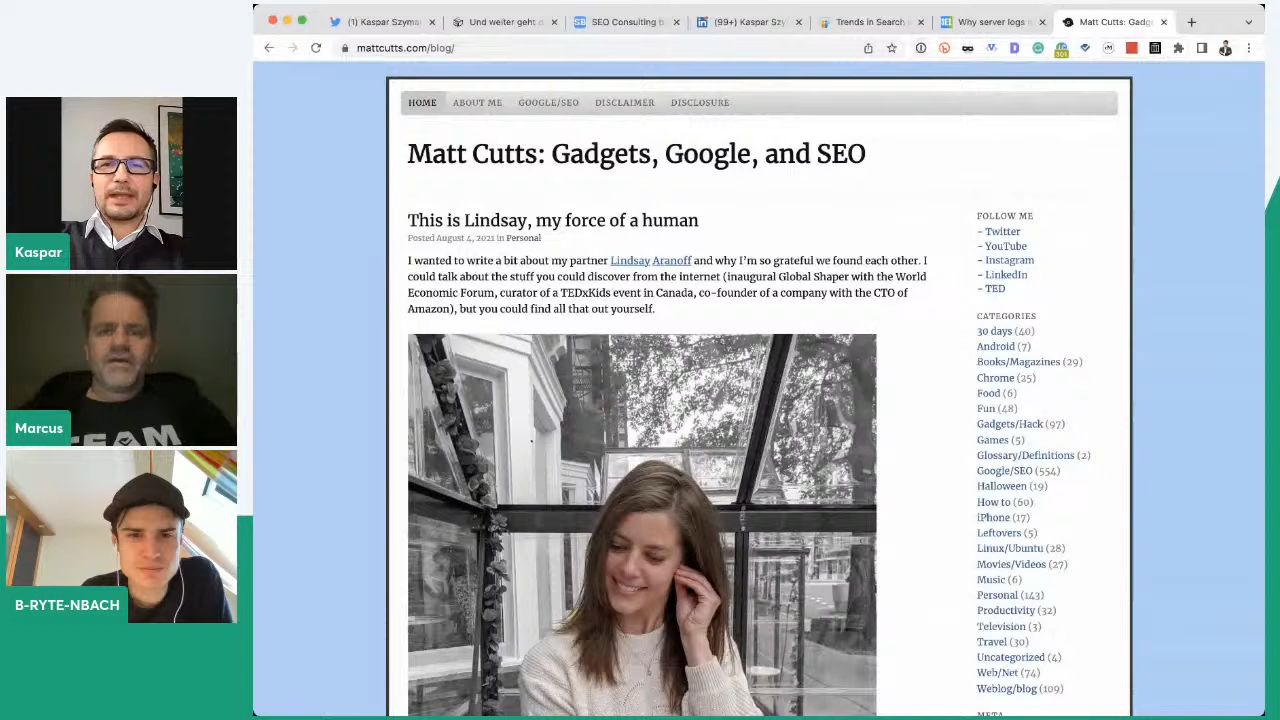 (1) Kaspar Szyma
Und weiter geht
SEO Consulting
(99+) Kaspar Szy
Trends in Search
Why server logs
Matt Cutts: Gadg
mattcutts.com/blog/
HOME ABOUT ME GOOGLE/SEO DISCLAIMER DISCLOSURE
Matt Cutts: Gadgets, Google, and SEO
This is Lindsay, my force of a human
Posted August 4, 2021 in Personal
I wanted to write a bit about my partner Lindsay Aranoff and why I’m so grateful we found each other. I
could talk about the stuff you could discover from the internet (inaugural Global Shaper with the World
Economic Forum, curator of a TEDxKids event in Canada, co-founder of a company with the CTO of
Amazon), but you could find all that out yourself.
FOLLOW ME
- Twitter
- YouTube
- Instagram
- LinkedIn
- TED
CATEGORIES
30 days (40)
Android (7)
Books/Magazines (29)
Chrome (25)
Food (6)
Fun (48)
Gadgets/Hack (97)
Games (5)
Glossary/Definitions (2)
Google/SEO (554)
Halloween (19)
How to (60)
iPhone (17)
Leftovers (5)
Linux/Ubuntu (28)
Movies/Videos (27)
Music (6)
Personal (143)
Productivity (32)
Television (3)
Travel (30)
Uncategorized (4)
Web/Net (74)
Weblog/blog (109)
META
Kaspar
TEAM
Marcus
B-RYTE-NBACH